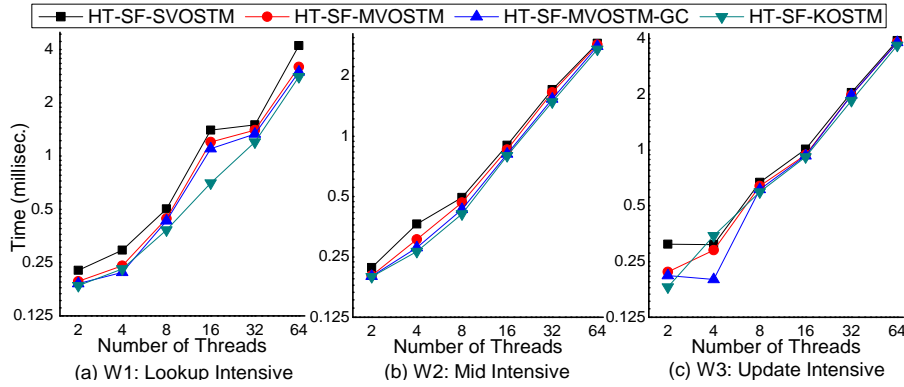 HT-SF-SVOSTM HT-SF-MVOSTM HT-SF-MVOSTM-GC HT-SF-KOSTM
Time (millisec.)
4
2
1
0.5
0.25
0.125
2 4 8 16 32 64
Number of Threads
(a) W1: Lookup Intensive
2
1
0.5
0.25
0.125
2 4 8 16 32 64
Number of Threads
(b) W2: Mid Intensive
4
2
1
0.5
0.25
0.125
2 4 8 16 32 64
Number of Threads
(c) W3: Update Intensive